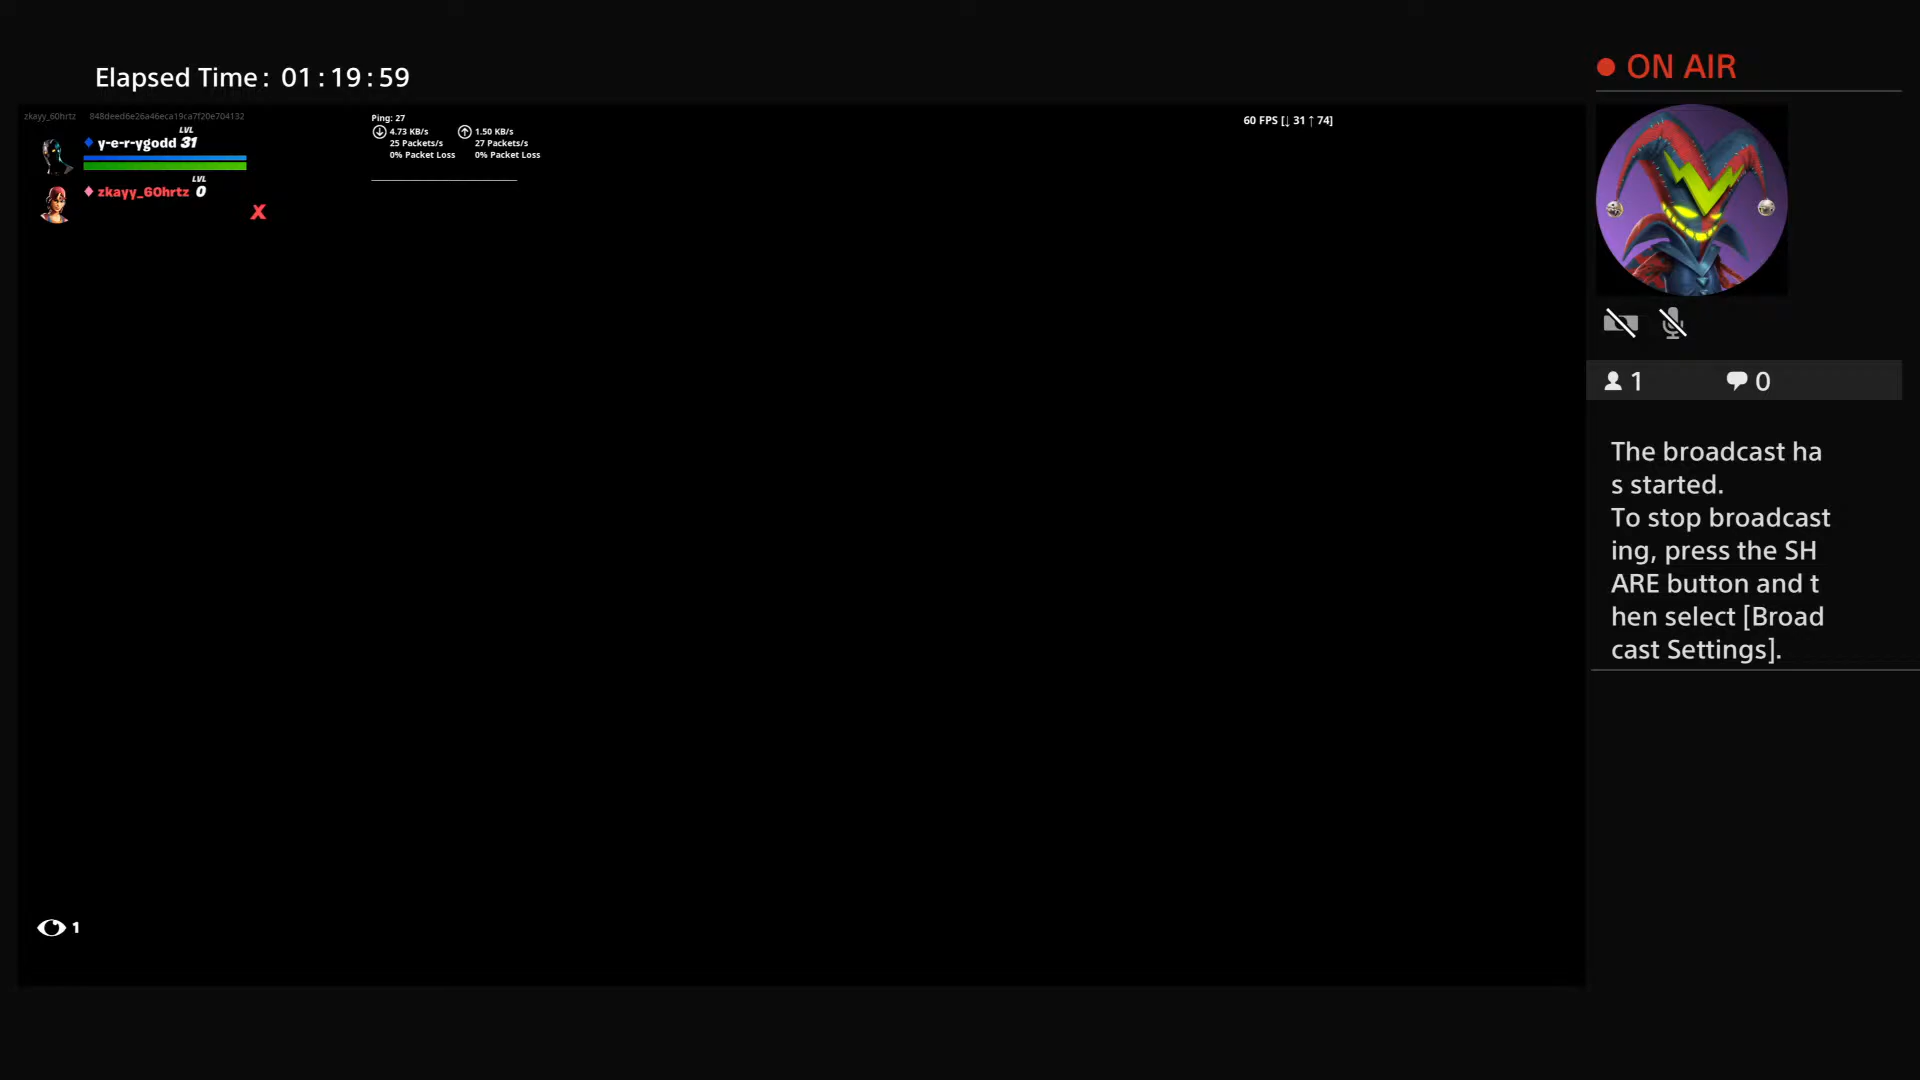 Elapsed Time: 01:19:59
ON AIR
zkayy_60hrtz 848deed6e26a46eca19ca7f20e704132
Ping: 27
4.73 KB/s 1.50 KB/s
25 Packets/s 27 Packets/s
0% Packet Loss 0% Packet Loss
60 FPS [↓ 31 ↑ 74]
LVL
y-e-r-ygodd 31
LVL
zkayy_60hrtz 0
X
1 0
The broadcast ha
s started.
To stop broadcast
ing, press the SH
ARE button and t
hen select [Broad
cast Settings].
1